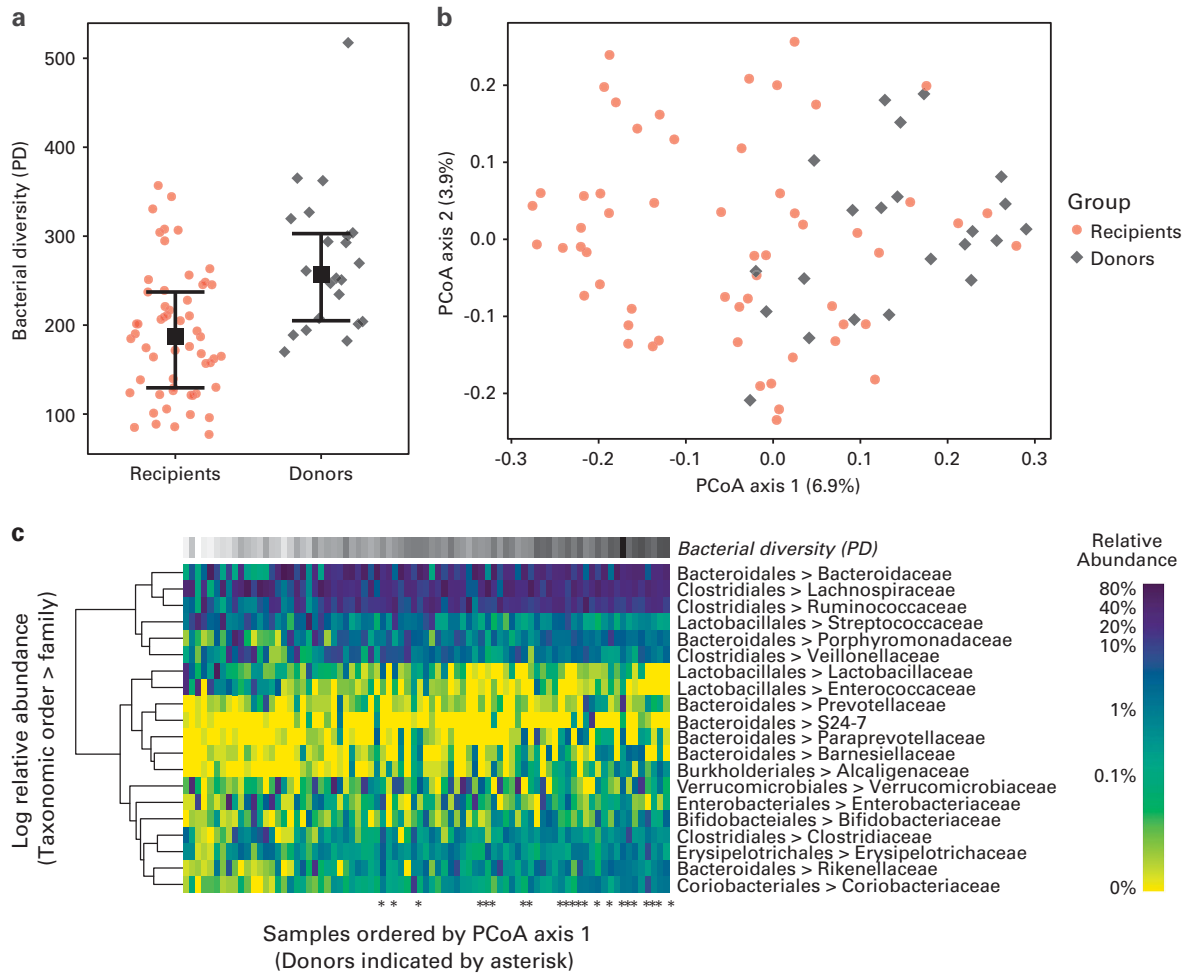 a
500
400
300
200
100
Bacterial diversity (PD)
Recipients
Donors
b
0.2
0.1
0.0
-0.1
-0.2
PCoA axis 2 (3.9%)
-0.3
-0.2
-0.1
0.0
0.1
0.2
0.3
PCoA axis 1 (6.9%)
Group
Recipients
Donors
c
Log relative abundance
(Taxonomic order > family)
Bacterial diversity (PD)
Bacteroidales > Bacteroidaceae
Clostridiales > Lachnospiraceae
Clostridiales > Ruminococcaceae
Lactobacillales > Streptococcaceae
Bacteroidales > Porphyromonadaceae
Clostridiales > Veillonellaceae
Lactobacillales > Lactobacillaceae
Lactobacillales > Enterococcaceae
Bacteroidales > Prevotellaceae
Bacteroidales > S24-7
Bacteroidales > Paraprevotellaceae
Bacteroidales > Barnesiellaceae
Burkholderiales > Alcaligenaceae
Verrucomicrobiales > Verrucomicrobiaceae
Enterobacteriales > Enterobacteriaceae
Bifidobacteiales > Bifidobacteriaceae
Clostridiales > Clostridiaceae
Erysipelotrichales > Erysipelotrichaceae
Bacteroidales > Rikenellaceae
Coriobacteriales > Coriobacteriaceae
* * * *** ** ***** * * *** *** *
Samples ordered by PCoA axis 1
(Donors indicated by asterisk)
Relative
Abundance
80%
40%
20%
10%
1%
0.1%
0%